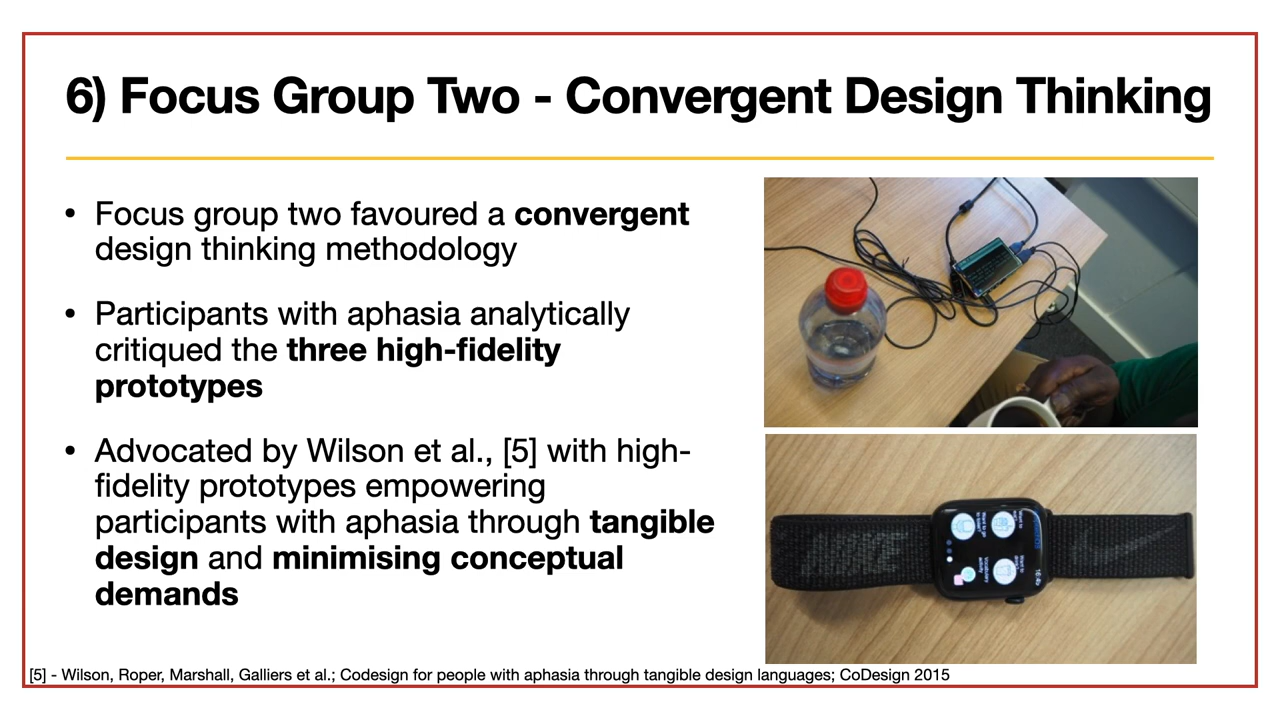 6) Focus Group Two - Convergent Design Thinking
• Focus group two favoured a convergent
design thinking methodology
• Participants with aphasia analytically
critiqued the three high-fidelity
prototypes
• Advocated by Wilson et al., [5] with high-
fidelity prototypes empowering
participants with aphasia through tangible
design and minimising conceptual
demands
[5] - Wilson, Roper, Marshall, Galliers et al.; Codesign for people with aphasia through tangible design languages; CoDesign 2015